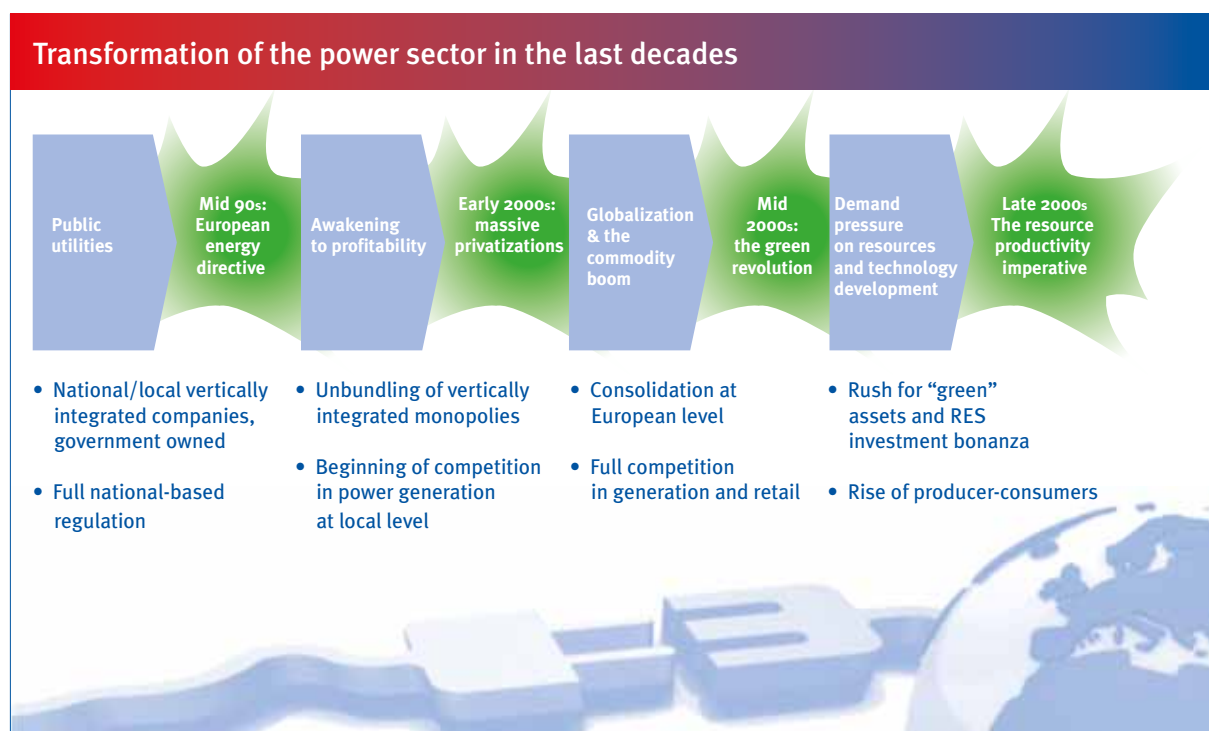 Transformation of the power sector in the last decades
Public
utilities
Mid 90s:
European
energy
directive
Awakening
to profitability
Early 2000s:
massive
privatizations
Globalization
& the
commodity
boom
Mid
2000s:
the green
revolution
Demand
pressure
on resources
and technology
development
Late 2000s
The resource
productivity
imperative
• National/local vertically
integrated companies,
government owned
• Full national-based
regulation
• Unbundling of vertically
integrated monopolies
• Beginning of competition
in power generation
at local level
• Consolidation at
European level
• Full competition
in generation and retail
• Rush for “green”
assets and RES
investment bonanza
• Rise of producer-consumers